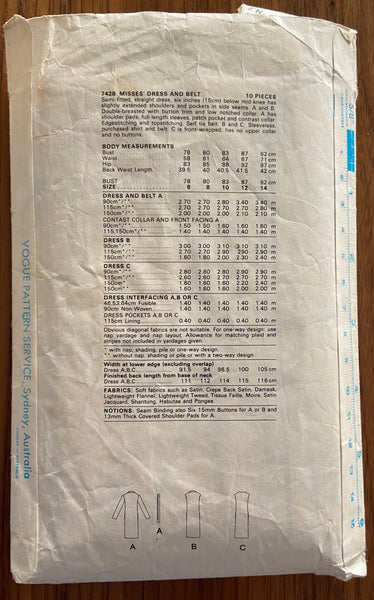 7428 MISSES' DRESS AND BELT 10 PIECES
Semi-fitted, straight dress, six inches (15cm) below mid-knee has
slightly extended shoulders and pockets in side seams. A and B:
Double-breasted with button trim and low notched collar. A has
shoulder pads, full length sleeves, patch pocket and contrast collar.
Edgestitching and topstitching. Self tie belt. B and C: Sleeveless,
purchased shirt and belt. C is front-wrapped, has no upper collar
and no buttons.
BODY MEASUREMENTS
Bust 78 80 83 87 92 cm
Waist 58 61 64 67 71 cm
Hip 83 85 88 92 97 cm
Back Waist Length 39.5 40 40.5 41.5 42 cm
BUST 78 80 83 87 92 cm
SIZE 6 8 10 12 14
DRESS AND BELT A
90cm*/** 2.70 2.70 2.80 3.40 3.40 m
115cm*/** 2.70 2.70 2.70 2.70 2.80 m
150cm*/** 2.00 2.00 2.00 2.10 2.10 m
CONTAST COLLAR AND FRONT FACING A
90cm*/** 1.50 1.50 1.60 1.60 1.60 m
115,150cm*/** 1.40 1.40 1.40 1.40 1.40 m
DRESS B
90cm*/** 3.00 3.00 3.10 3.10 3.10 m
115cm*/** 2.70 2.70 2.90 2.90 2.90 m
150cm*/** 1.60 1.80 2.00 2.30 2.30 m
DRESS C
90cm*/** 2.80 2.80 2.80 2.90 2.90 m
115cm*/** 2.60 2.60 2.70 2.70 2.70 m
150cm* 1.60 1.60 1.60 2.20 2.40 m
150cm** 1.60 1.60 1.60 2.00 2.10 m
DRESS INTERFACING A,B OR C
46,53,64cm Fusible. 1.40 1.40 1.40 1.40 1.40 m
90cm Non-Woven 1.40 1.40 1.40 1.40 1.40 m
DRESS POCKETS A,B OR C
115cm Lining 0.40 0.40 0.40 0.40 0.40 m
Obvious diagonal fabrics are not suitable. For one-way design: use
nap yardage and nap layout. Allowance for matching plaid and
stripes not included in yardages given.
* with nap, shading, pile or one-way design.
** without nap, shading or pile or with a two-way design.
Width at lower edge (excluding overlap)
Dress A.B.C 91.5 94 96.5 100 105 cm
Finished back length from base of neck
Dress A,B,C 111 112 114 115 116 cm
FABRICS: Soft fabrics such as Satin, Crepe Back Satin, Damask,
Lightweight Flannel, Lightweight Tweed, Tissue Faille, Moire, Satin
Jacquard, Shantung, Habutae and Pongee.
NOTIONS: Seam Binding also Six 15mm Buttons for A or B and
13mm Thick Covered Shoulder Pads for A.
A
A
B
C
VOGUE PATTERN SERVICE, Sydney, Australia